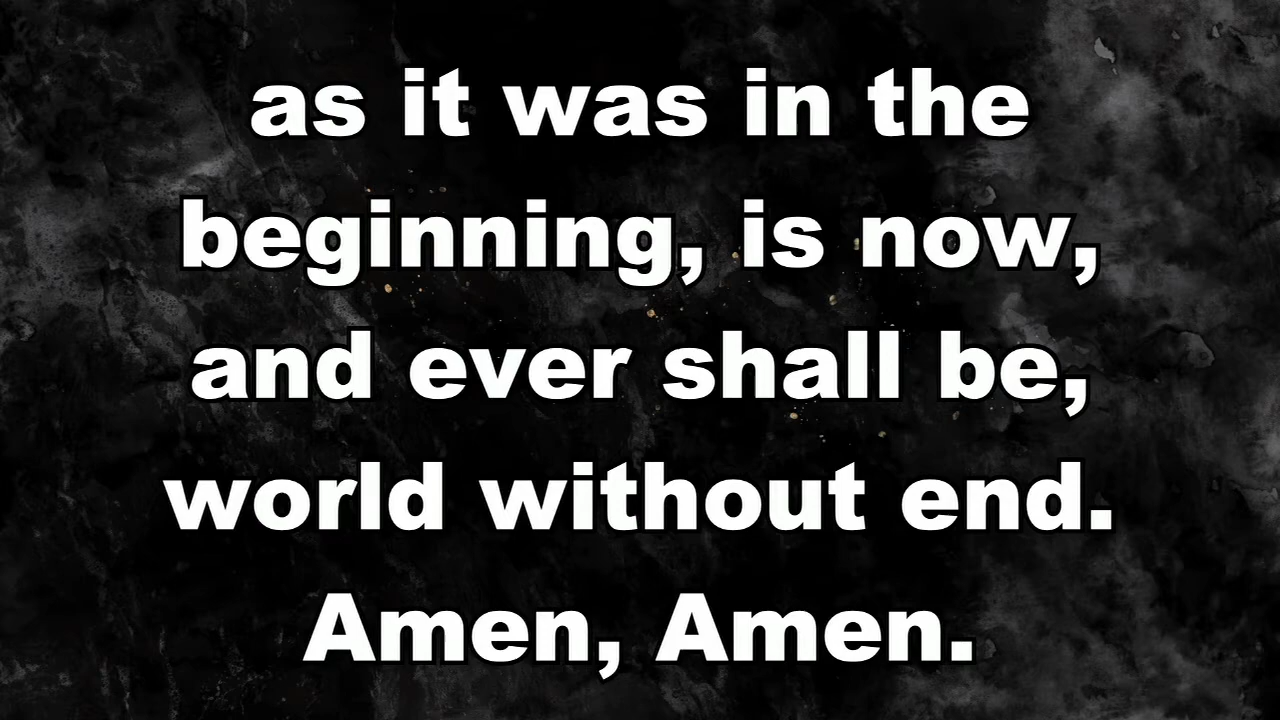 as it was in the
beginning, is now,
and ever shall be,
world without end.
Amen, Amen.